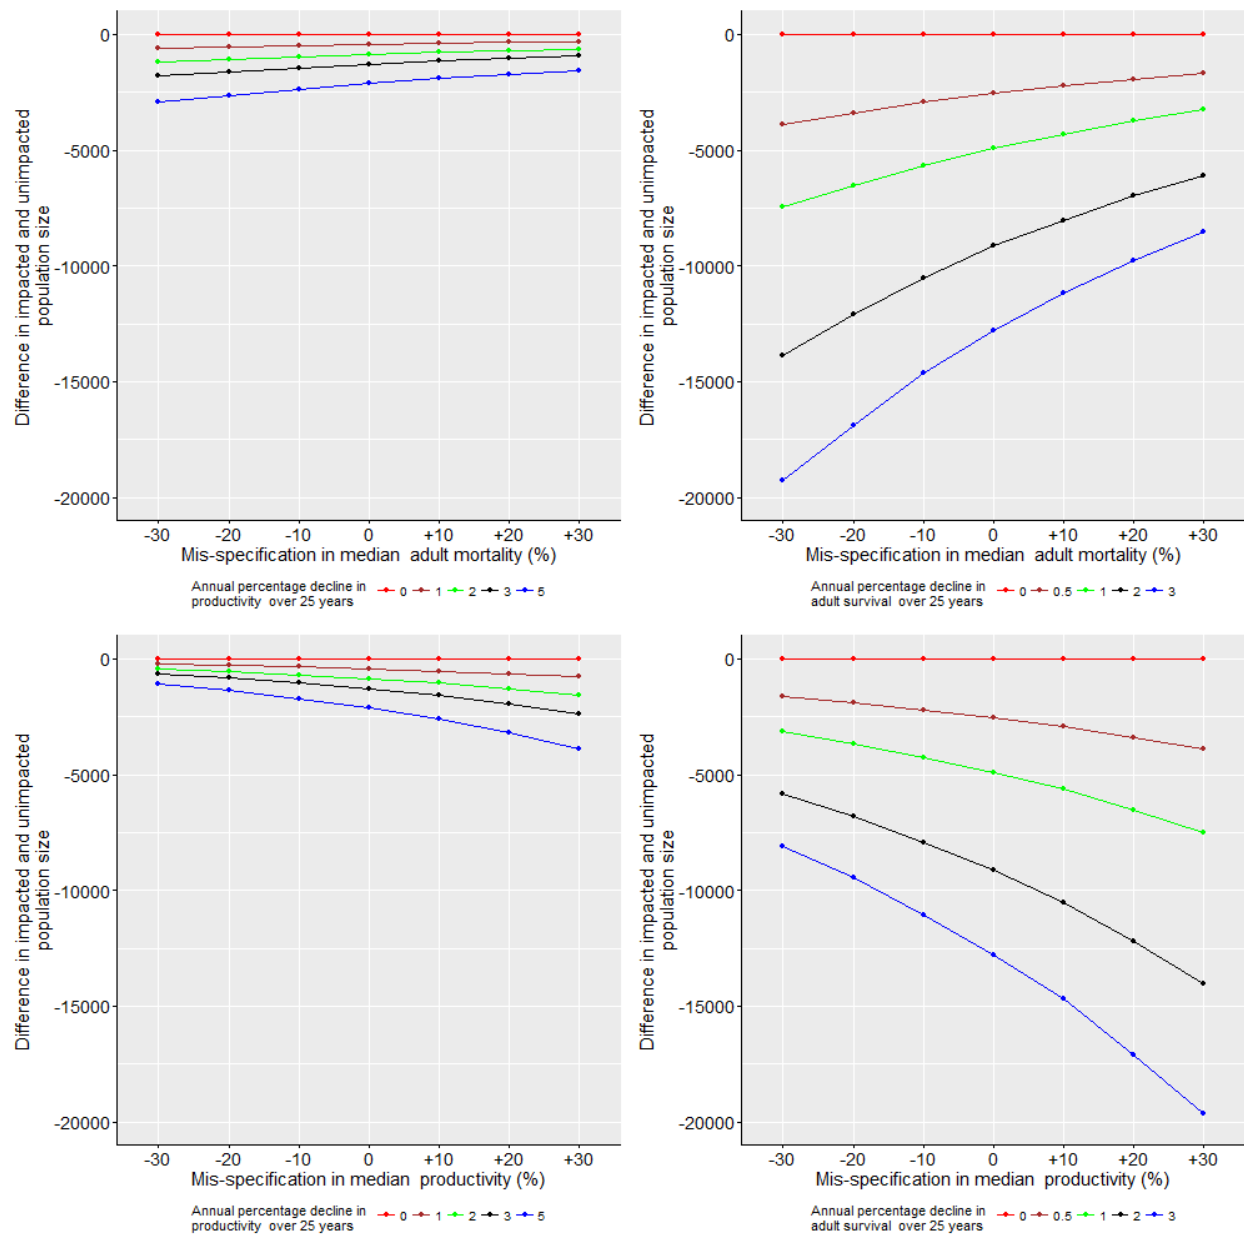 0
-5000
-10000
-15000
-20000
Difference in impacted and unimpacted
population size
-30 -20 -10 0 +10 +20 +30
Mis-specification in median  adult mortality (%)
Annual percentage decline in
productivity  over 25 years
0 1 2 3 5
0
-5000
-10000
-15000
-20000
Difference in impacted and unimpacted
population size
-30 -20 -10 0 +10 +20 +30
Mis-specification in median  adult mortality (%)
Annual percentage decline in
adult survival  over 25 years
0 0.5 1 2 3
0
-5000
-10000
-15000
-20000
Difference in impacted and unimpacted
population size
-30 -20 -10 0 +10 +20 +30
Mis-specification in median  productivity (%)
Annual percentage decline in
productivity  over 25 years
0 1 2 3 5
0
-5000
-10000
-15000
-20000
Difference in impacted and unimpacted
population size
-30 -20 -10 0 +10 +20 +30
Mis-specification in median  productivity (%)
Annual percentage decline in
adult survival  over 25 years
0 0.5 1 2 3